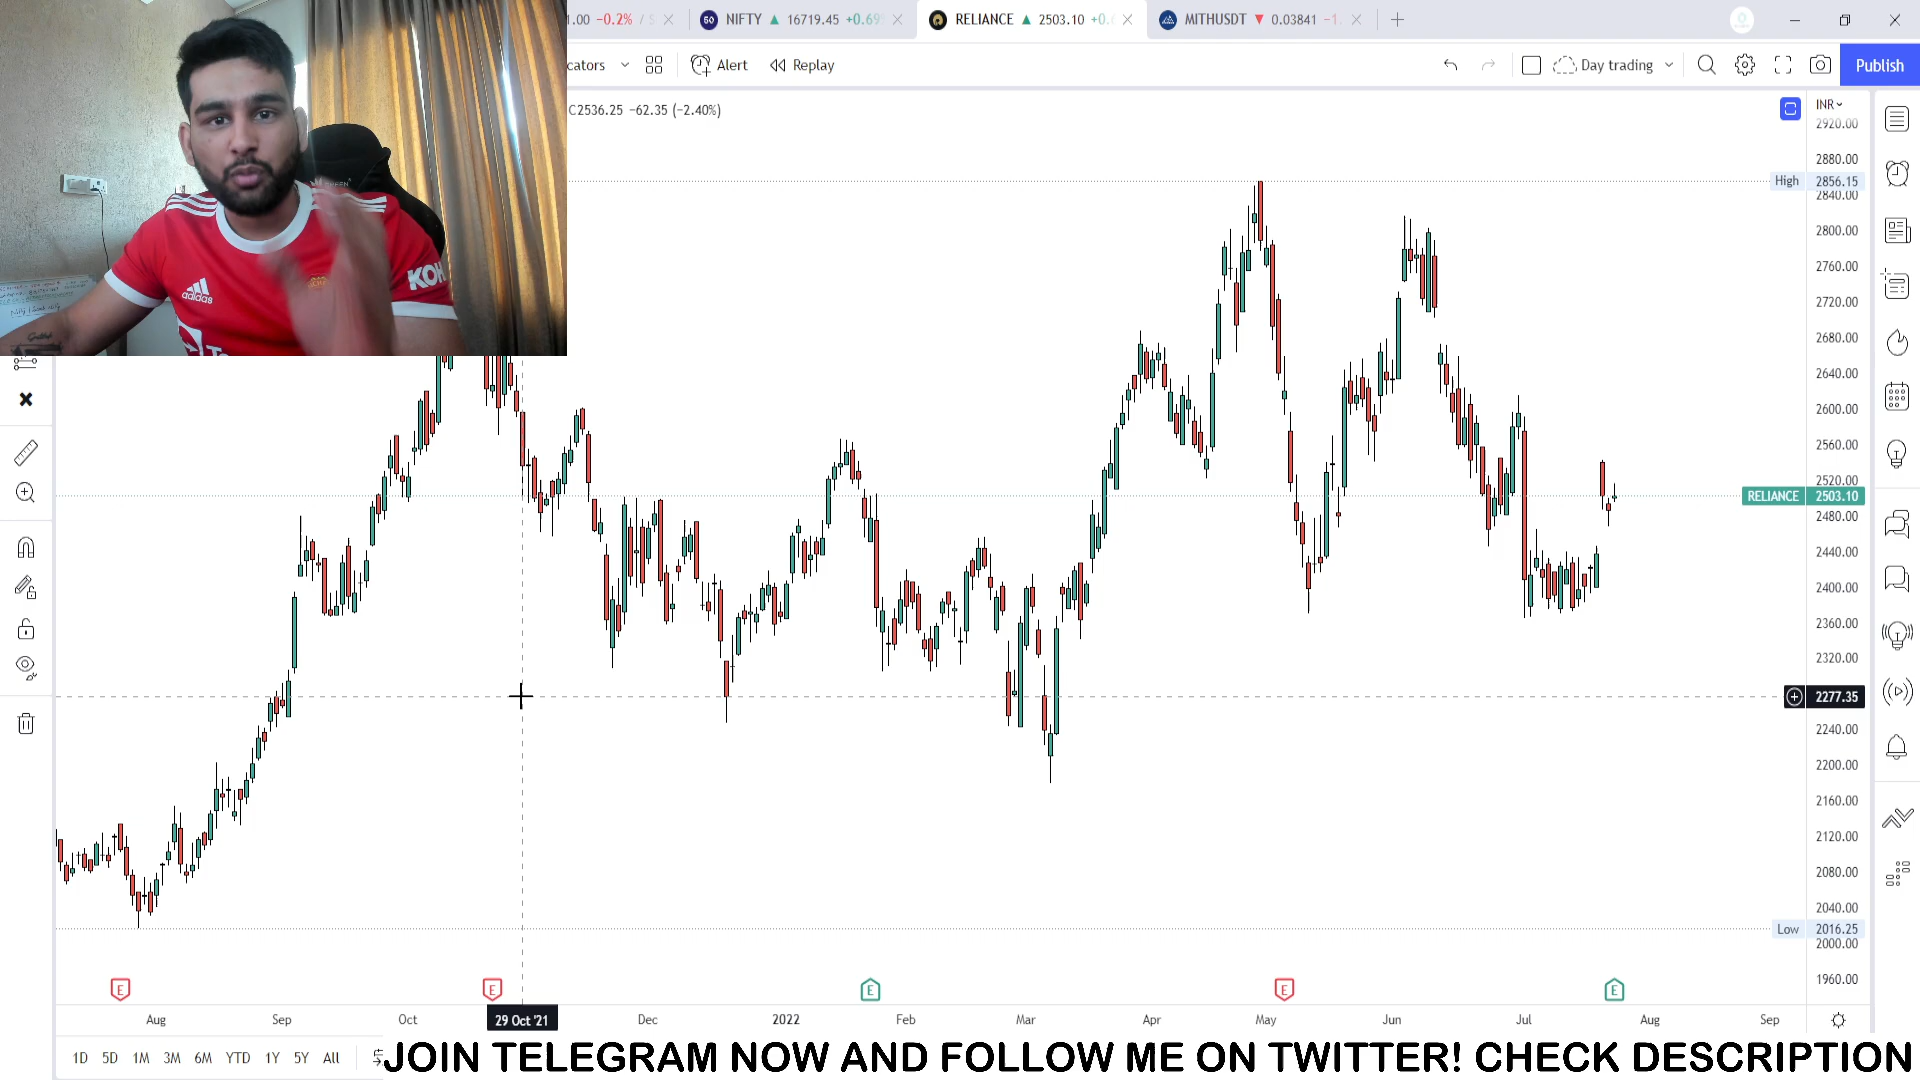 1.00 −0.2%
NIFTY 16719.45 +0.69
RELIANCE 2503.10 +0.
MITHUSDT 0.03841 −1.
cators
Alert
Replay
Day trading
Publish
C2536.25 −62.35 (−2.40%)
INR
2920.00
2880.00
High 2856.15
2840.00
2800.00
2760.00
2720.00
2680.00
2640.00
2600.00
2560.00
2520.00
RELIANCE 2503.10
2480.00
2440.00
2400.00
2360.00
2320.00
2277.35
2240.00
2200.00
2160.00
2120.00
2080.00
2040.00
Low 2016.25
2000.00
1960.00
adidas
KOH
E E E E E
Aug Sep Oct 29 Oct '21 Dec 2022 Feb Mar Apr May Jun Jul Aug Sep
1D 5D 1M 3M 6M YTD 1Y 5Y All
JOIN TELEGRAM NOW AND FOLLOW ME ON TWITTER! CHECK DESCRIPTION